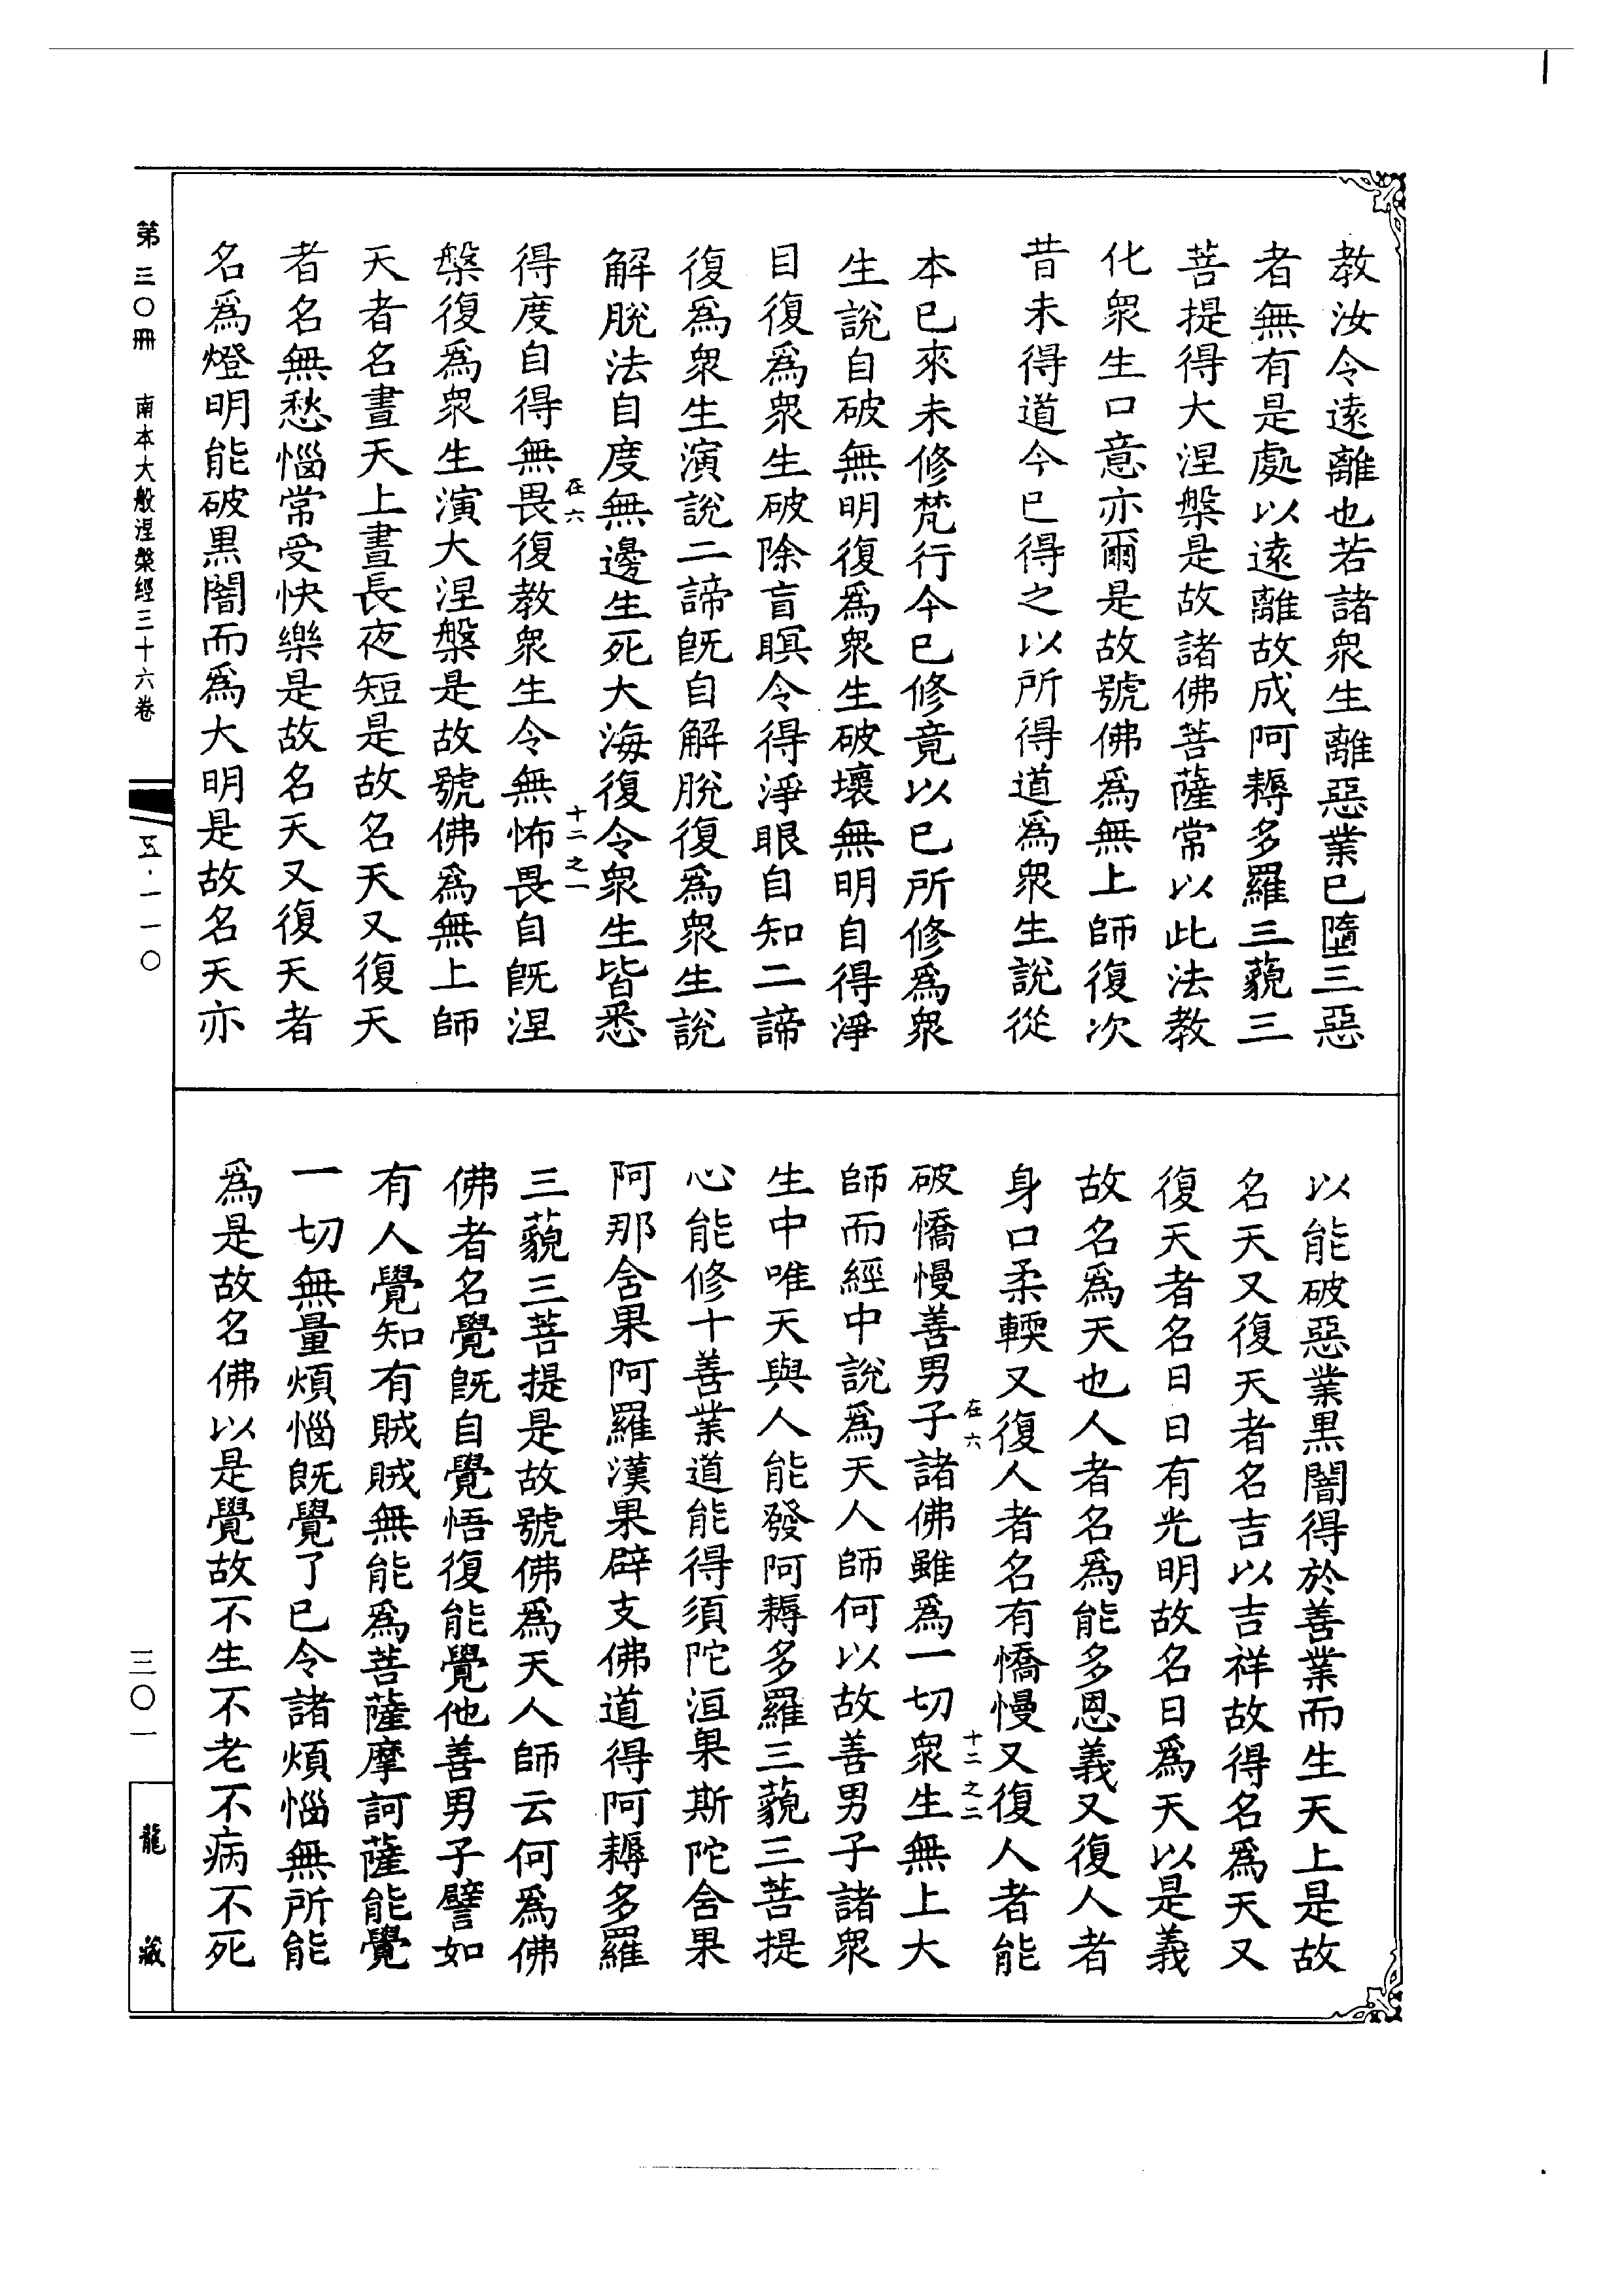 教汝令遠離也若諸衆生離惡業已墮三惡
者無有是處以遠離故成阿耨多羅三藐三
菩提得大涅槃是故諸佛菩薩常以此法教
化衆生口意亦爾是故號佛爲無上師復次
昔未得道今已得之以所得道爲衆生說從
本已來未修梵行今已修竟以已所修爲衆
生說自破無明復爲衆生破壞無明自得淨
目復爲衆生破除盲瞑令得淨眼自知二諦
復爲衆生演說二諦旣自解脫復爲衆生說
解脫法自度無邊生死大海復令衆生皆悉
在六
十二之一
得度自得無畏復教衆生令無怖畏自旣涅
槃復爲衆生演大涅槃是故號佛爲無上師
天者名晝天上晝長夜短是故名天又復天
者名無愁惱常受快樂是故名天又復天者
名爲燈明能破黑闇而爲大明是故名天亦
以能破惡業黑闇得於善業而生天上是故
名天又復天者名吉以吉祥故得名爲天又
復天者名日日有光明故名日爲天以是義
故名爲天也人者名爲能多恩義又復人者
身口柔輭又復人者名有憍慢又復人者能
在六
十二之二
破憍慢善男子諸佛雖爲一切衆生無上大
師而經中說爲天人師何以故善男子諸衆
生中唯天與人能發阿耨多羅三藐三菩提
心能修十善業道能得須陀洹果斯陀舍果
阿那舍果阿羅漢果辟支佛道得阿耨多羅
三藐三菩提是故號佛爲天人師云何爲佛
佛者名覺旣自覺悟復能覺他善男子譬如
有人覺知有賊賊無能爲菩薩摩訶薩能覺
一切無量煩惱旣覺了已令諸煩惱無所能
爲是故名佛以是覺故不生不老不病不死
第三〇冊 南本大般涅槃經三十六卷
五·一一〇
三〇一
龍藏